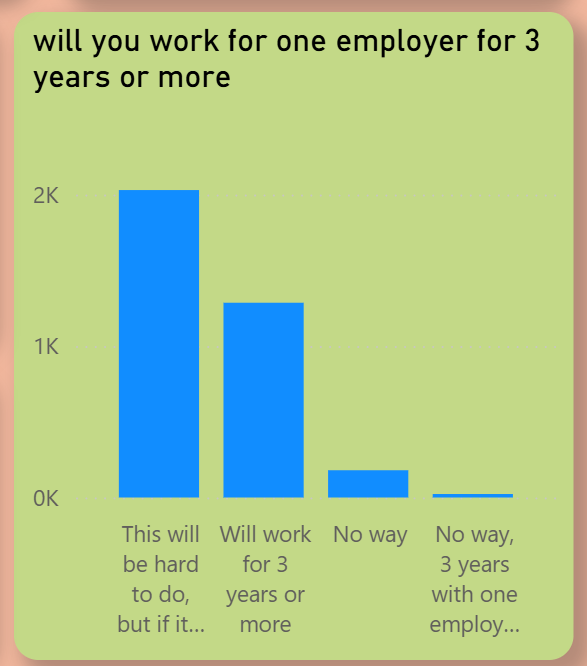 will you work for one employer for 3
years or more
2K
1K
0K
This will
be hard
to do,
but if it...
Will work
for 3
years or
more
No way
No way,
3 years
with one
employ...